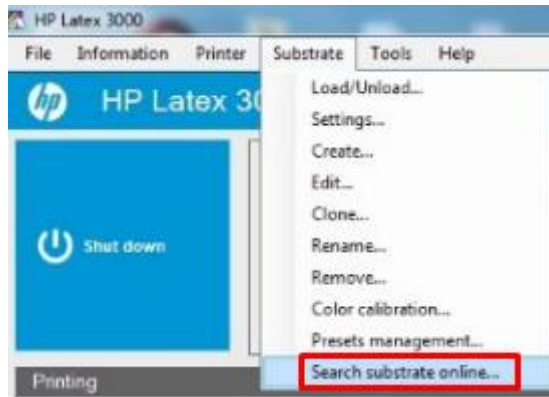 HP Latex 3000
File Information Printer Substrate Tools Help
hp HP Latex 30
Load/Unload...
Settings...
Create...
Edit...
Clone...
Rename...
Remove...
Color calibration...
Presets management...
Search substrate online...
Shut down
Printing